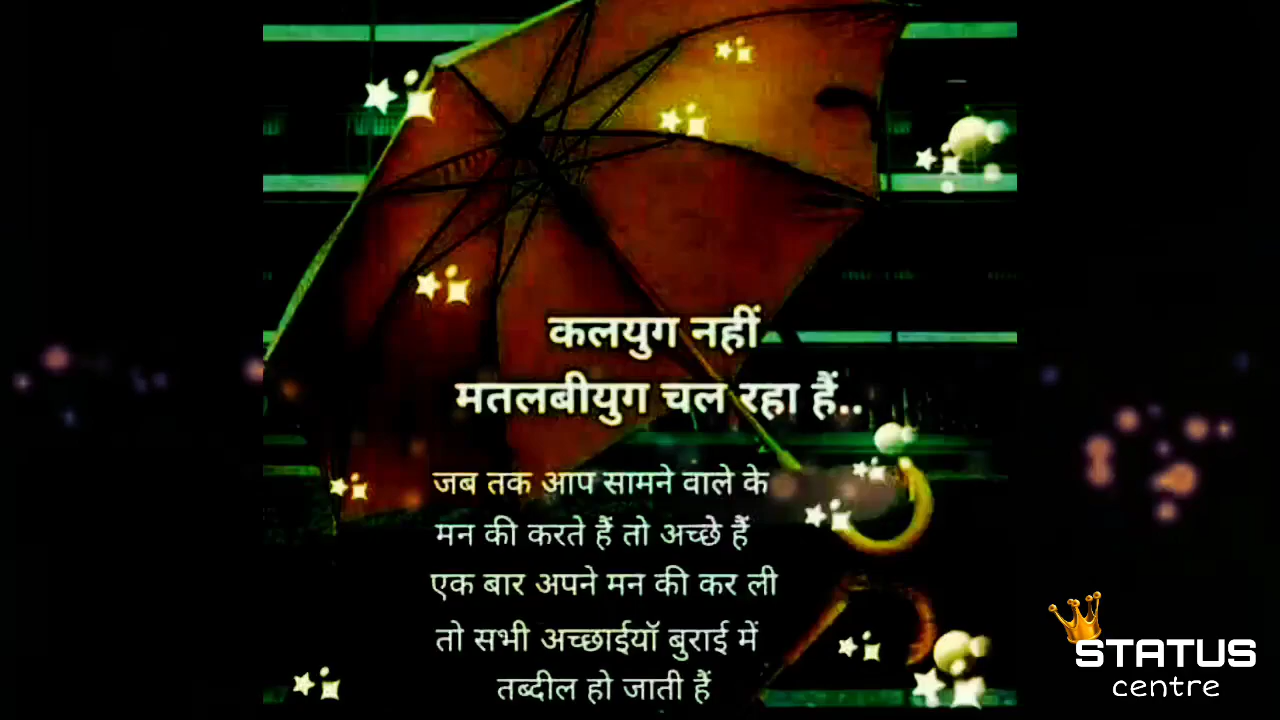 कलयुग नहीं
मतलबीयुग चल रहा हैं..
जब तक आप सामने वाले के
मन की करते हैं तो अच्छे हैं
एक बार अपने मन की कर ली
तो सभी अच्छाईयॉ बुराई में
तब्दील हो जाती हैं
STATUS
centre